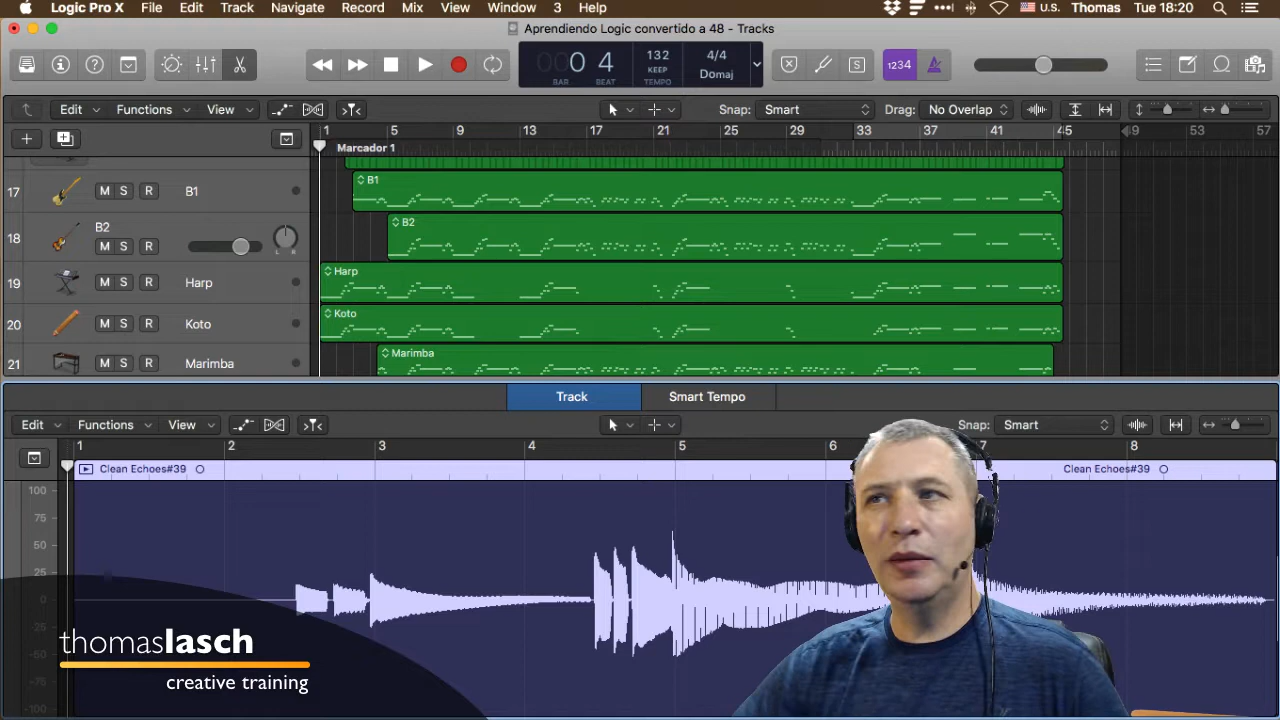 Logic Pro X File Edit Track Navigate Record Mix View Window 3 Help U.S. Thomas Tue 18:20
Aprendiendo Logic convertido a 48 - Tracks
0 4 132 4/4 1234
KEEP Domaj
BAR BEAT TEMPO
Edit Functions View Snap: Smart Drag: No Overlap
1 5 9 13 17 21 25 29 33 37 41 45 49 53 57
Marcador 1
17 M S R B1 B1
18 B2 M S R L R B2
19 M S R Harp Harp
20 M S R Koto Koto
21 M S R Marimba Marimba
Track Smart Tempo
Edit Functions View Snap: Smart
1 2 3 4 5 6 7 8
Clean Echoes#39 Clean Echoes#39
100
75
50
25
0
-25
-50
-75
-100
thomaslasch
creative training